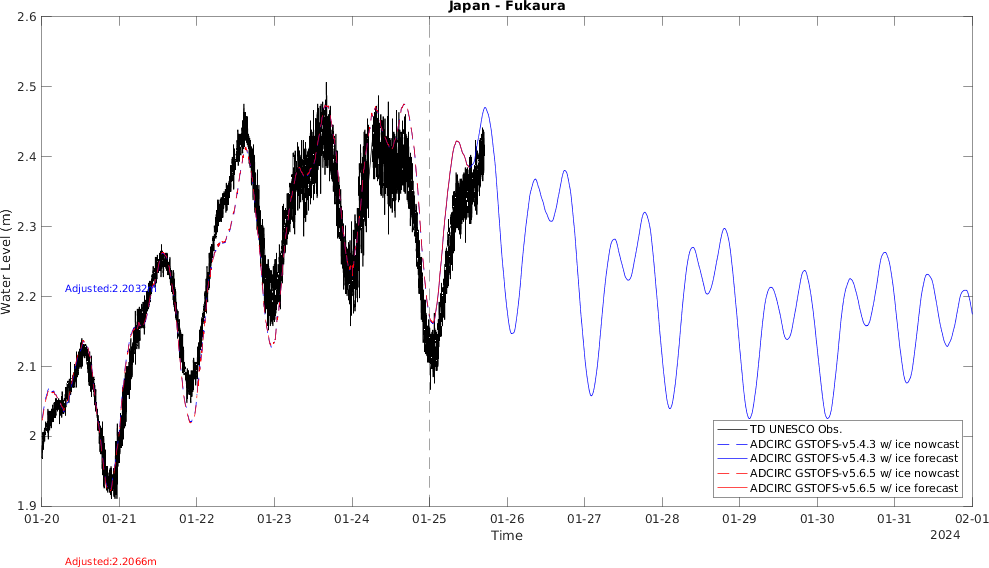 Japan - Fukaura
2.6
2.5
2.4
2.3
2.2
2.1
2
1.9
Water Level (m)
Adjusted:2.2032m
TD UNESCO Obs.
ADCIRC GSTOFS-v5.4.3 w/ ice nowcast
ADCIRC GSTOFS-v5.4.3 w/ ice forecast
ADCIRC GSTOFS-v5.6.5 w/ ice nowcast
ADCIRC GSTOFS-v5.6.5 w/ ice forecast
01-20 01-21 01-22 01-23 01-24 01-25 01-26 01-27 01-28 01-29 01-30 01-31 02-01
Time
2024
Adjusted:2.2066m